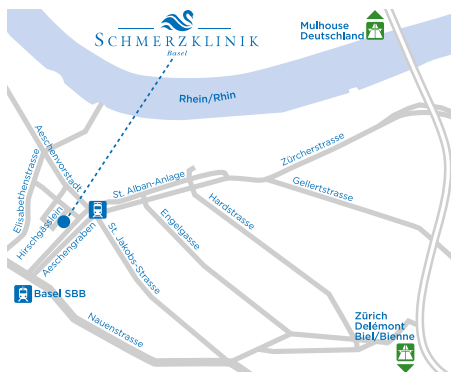 Mulhouse
Deutschland
SCHMERZKLINIK
Basel
Rhein/Rhin
Aeschenvorstadt
Elisabethenstrasse
Zürcherstrasse
St. Alban-Anlage
Gellertstrasse
Hardstrasse
Hirschgässlein
Aeschengraben
Engelgasse
St. Jakobs-Strasse
Basel SBB
Nauenstrasse
Zürich
Delémont
Biel/Bienne